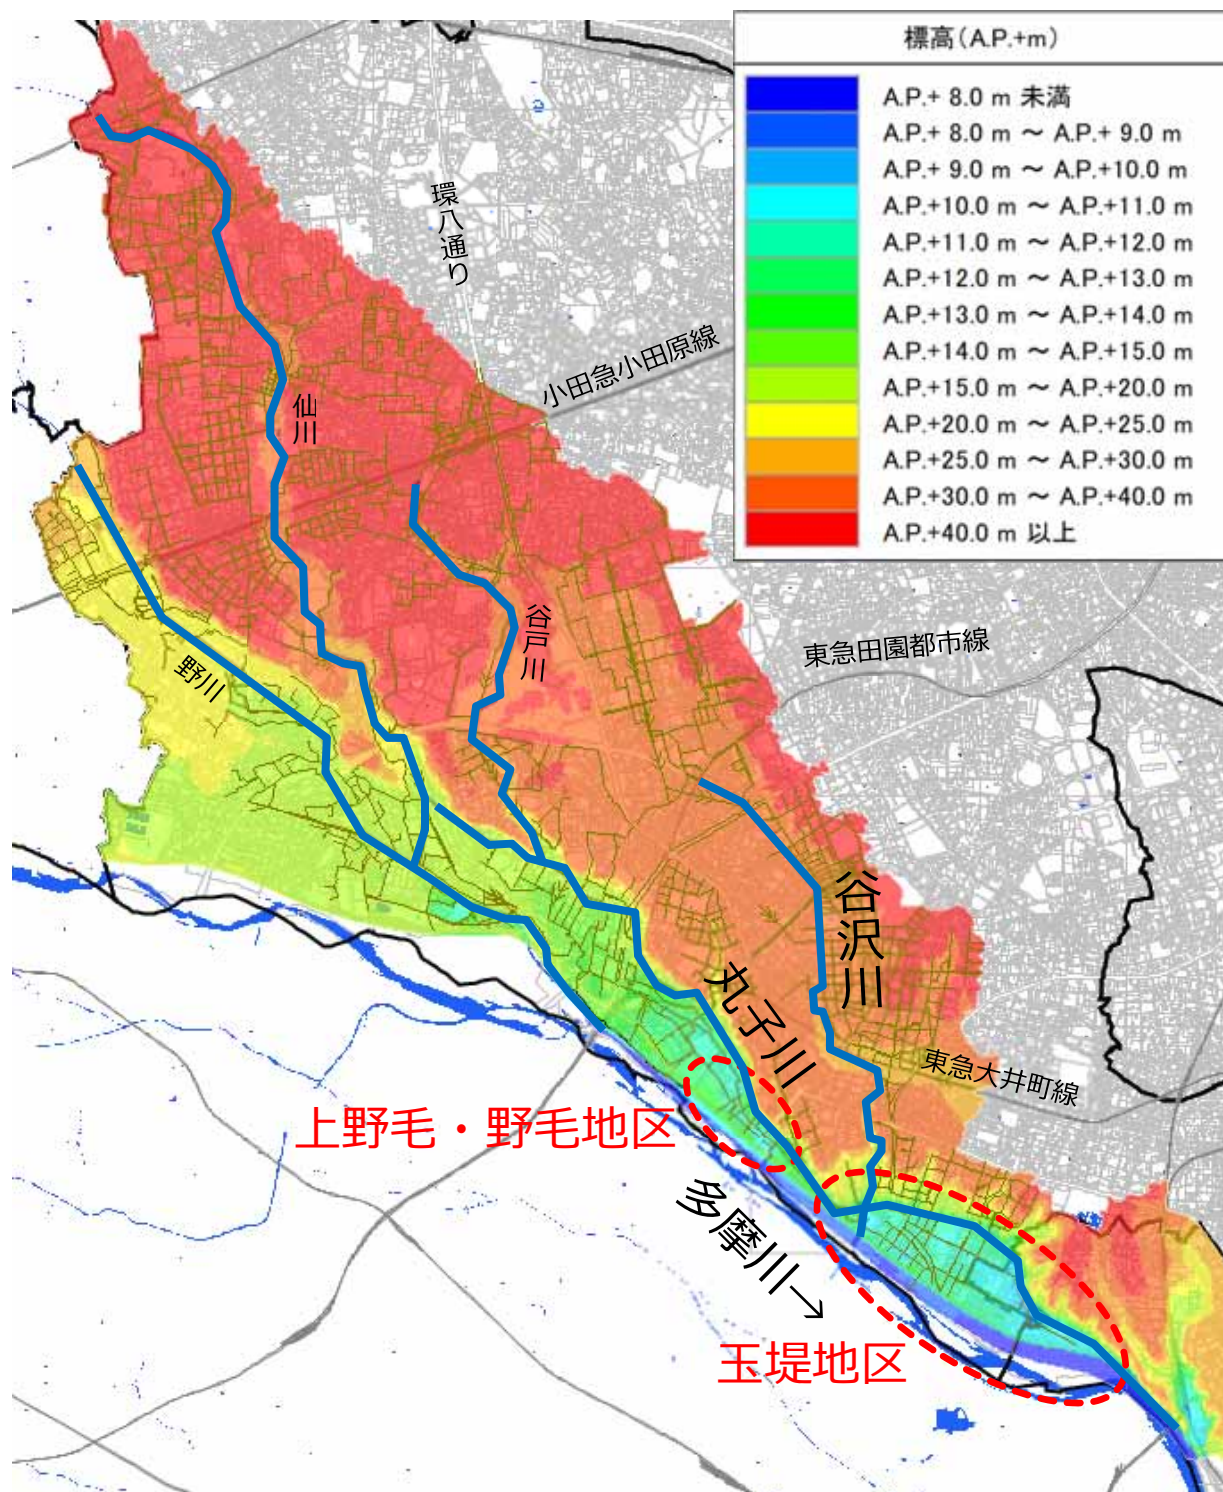 標高(A.P.+m)
A.P.+ 8.0 m 未満
A.P.+ 8.0 m ～ A.P.+ 9.0 m
A.P.+ 9.0 m ～ A.P.+10.0 m
A.P.+10.0 m ～ A.P.+11.0 m
A.P.+11.0 m ～ A.P.+12.0 m
A.P.+12.0 m ～ A.P.+13.0 m
A.P.+13.0 m ～ A.P.+14.0 m
A.P.+14.0 m ～ A.P.+15.0 m
A.P.+15.0 m ～ A.P.+20.0 m
A.P.+20.0 m ～ A.P.+25.0 m
A.P.+25.0 m ～ A.P.+30.0 m
A.P.+30.0 m ～ A.P.+40.0 m
A.P.+40.0 m 以上
環八通り
小田急小田原線
仙川
谷戸川
東急田園都市線
野川
谷沢川
丸子川
東急大井町線
上野毛・野毛地区
多摩川→
玉堤地区